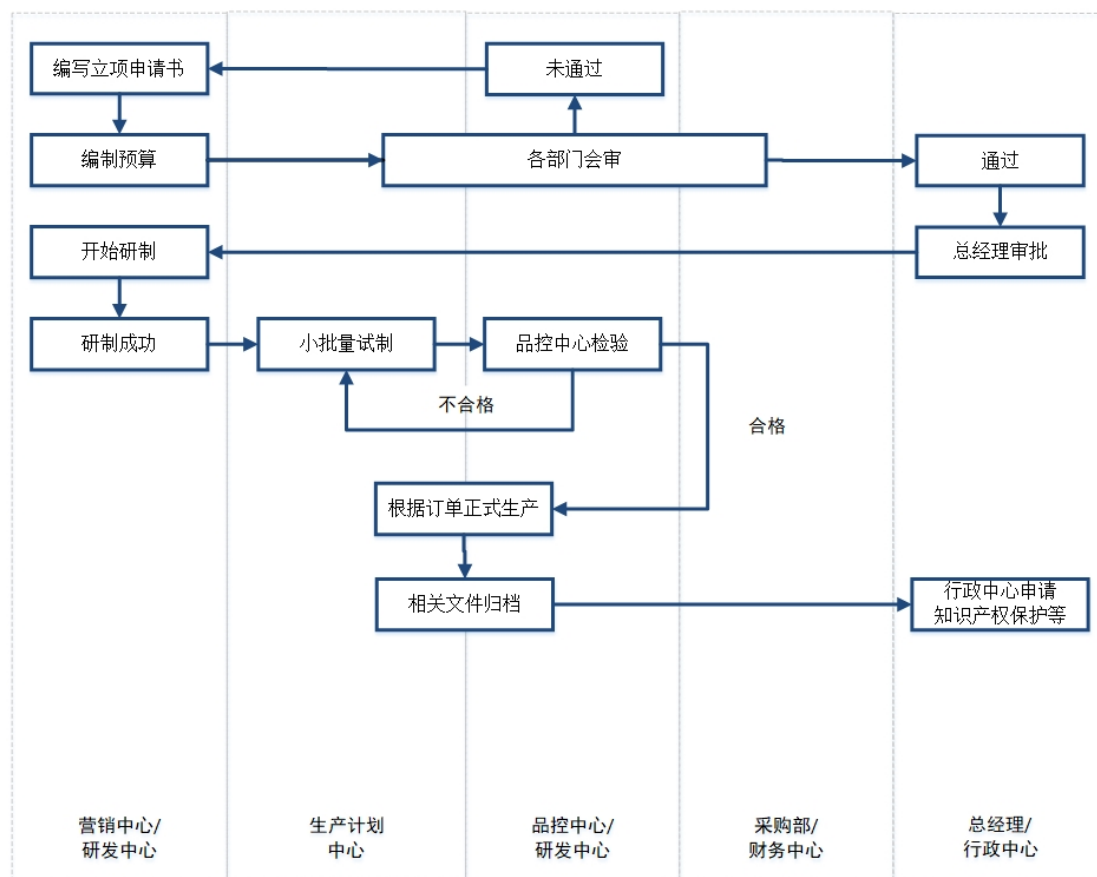 编写立项申请书
未通过
编制预算
各部门会审
通过
开始研制
总经理审批
研制成功
小批量试制
品控中心检验
不合格
合格
根据订单正式生产
相关文件归档
行政中心申请
知识产权保护等
营销中心/
研发中心
生产计划
中心
品控中心/
研发中心
采购部/
财务中心
总经理/
行政中心